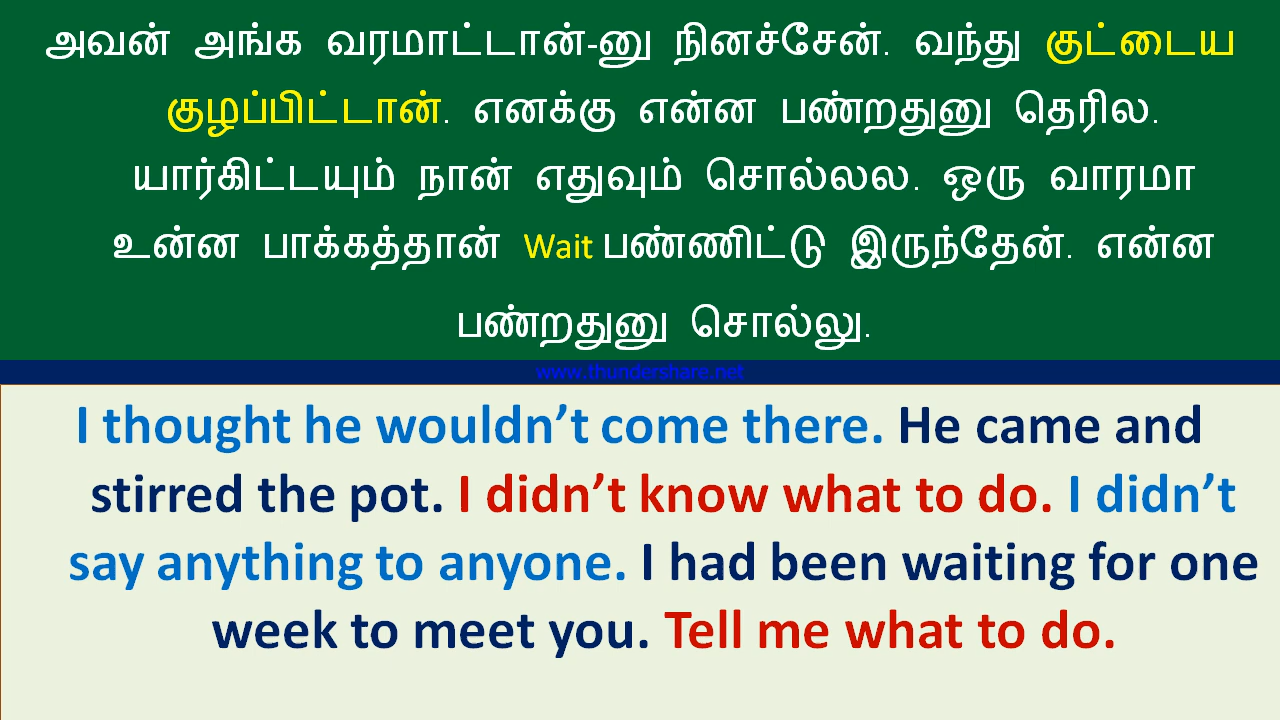 அவன் அங்க வரமாட்டான்-னு நினச்சேன். வந்து குட்டைய
குழப்பிட்டான். எனக்கு என்ன பண்றதுனு தெரில.
யார்கிட்டயும் நான் எதுவும் சொல்லல. ஒரு வாரமா
உன்ன பாக்கத்தான் Wait பண்ணிட்டு இருந்தேன். என்ன
பண்றதுனு சொல்லு.
www.thundershare.net
I thought he wouldn’t come there. He came and
stirred the pot. I didn’t know what to do. I didn’t
say anything to anyone. I had been waiting for one
week to meet you. Tell me what to do.